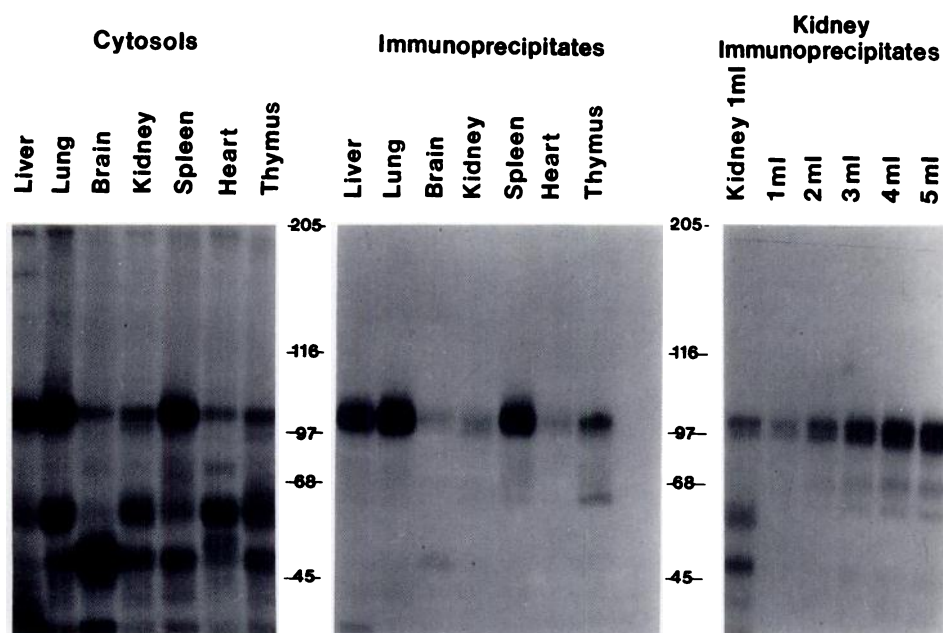 Cytosols
Immunoprecipitates
Kidney
Immunoprecipitates
Liver
Lung
Brain
Kidney
Spleen
Heart
Thymus
Liver
Lung
Brain
Kidney
Spleen
Heart
Thymus
Kidney 1ml
1ml
2ml
3ml
4ml
5ml
205-
205-
-116-
-116-
-97-
-97-
-68-
-68-
-45-
-45-